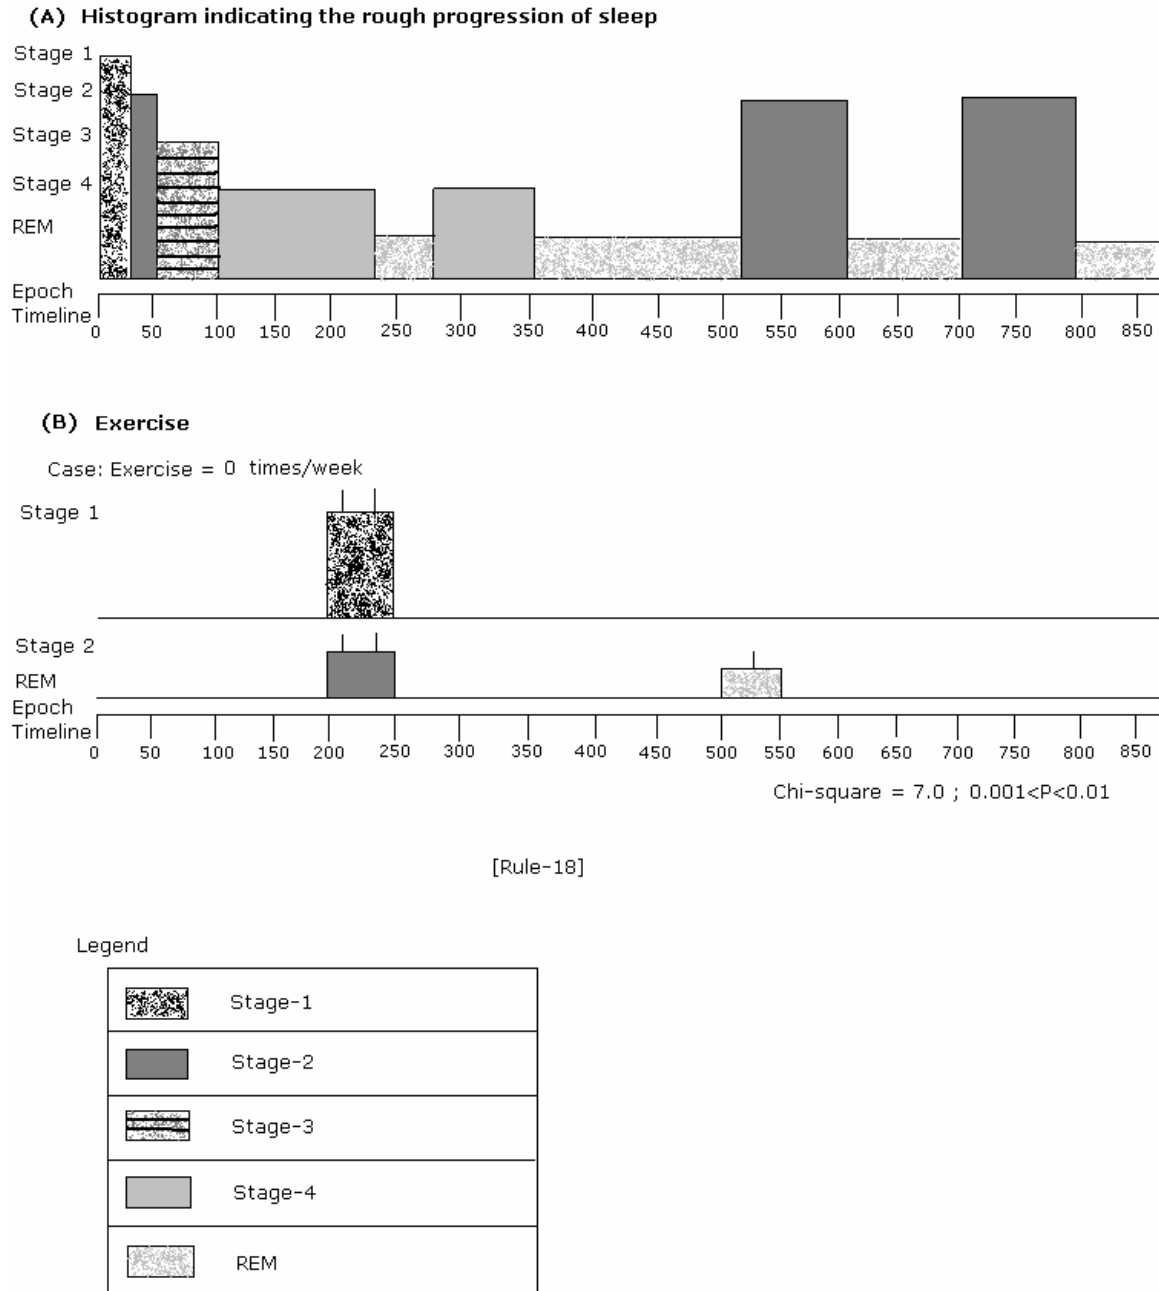 (A) Histogram indicating the rough progression of sleep
Stage 1
Stage 2
Stage 3
Stage 4
REM
Epoch
Timeline
0 50 100 150 200 250 300 350 400 450 500 550 600 650 700 750 800 850
(B) Exercise
Case: Exercise = 0 times/week
Stage 1
Stage 2
REM
Epoch
Timeline
0 50 100 150 200 250 300 350 400 450 500 550 600 650 700 750 800 850
Chi-square = 7.0 ; 0.001<P<0.01
[Rule-18]
Legend
Stage-1
Stage-2
Stage-3
Stage-4
REM